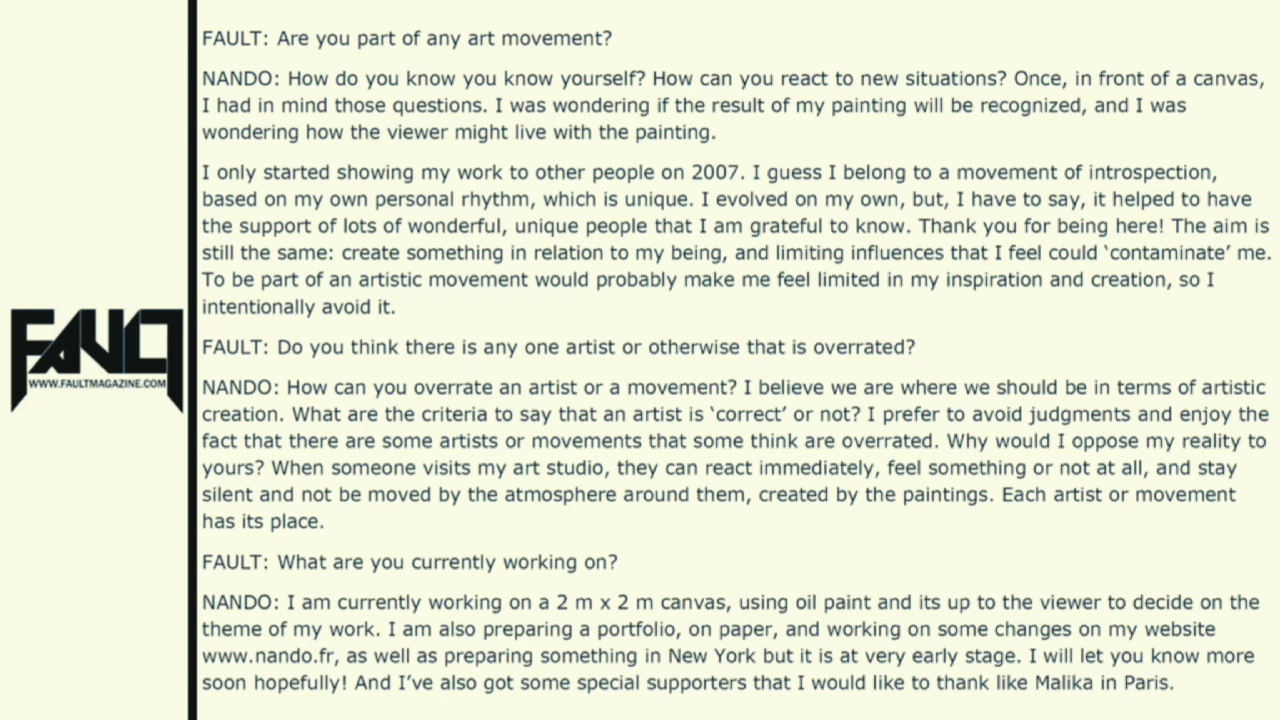 FAULT: Are you part of any art movement?
NANDO: How do you know you know yourself? How can you react to new situations? Once, in front of a canvas,
I had in mind those questions. I was wondering if the result of my painting will be recognized, and I was
wondering how the viewer might live with the painting.
I only started showing my work to other people on 2007. I guess I belong to a movement of introspection,
based on my own personal rhythm, which is unique. I evolved on my own, but, I have to say, it helped to have
the support of lots of wonderful, unique people that I am grateful to know. Thank you for being here! The aim is
still the same: create something in relation to my being, and limiting influences that I feel could ‘contaminate’ me.
To be part of an artistic movement would probably make me feel limited in my inspiration and creation, so I
intentionally avoid it.
FAULT: Do you think there is any one artist or otherwise that is overrated?
NANDO: How can you overrate an artist or a movement? I believe we are where we should be in terms of artistic
creation. What are the criteria to say that an artist is ‘correct’ or not? I prefer to avoid judgments and enjoy the
fact that there are some artists or movements that some think are overrated. Why would I oppose my reality to
yours? When someone visits my art studio, they can react immediately, feel something or not at all, and stay
silent and not be moved by the atmosphere around them, created by the paintings. Each artist or movement
has its place.
FAULT: What are you currently working on?
NANDO: I am currently working on a 2 m x 2 m canvas, using oil paint and its up to the viewer to decide on the
theme of my work. I am also preparing a portfolio, on paper, and working on some changes on my website
www.nando.fr, as well as preparing something in New York but it is at very early stage. I will let you know more
soon hopefully! And I’ve also got some special supporters that I would like to thank like Malika in Paris.
FAULT
WWW.FAULTMAGAZINE.COM